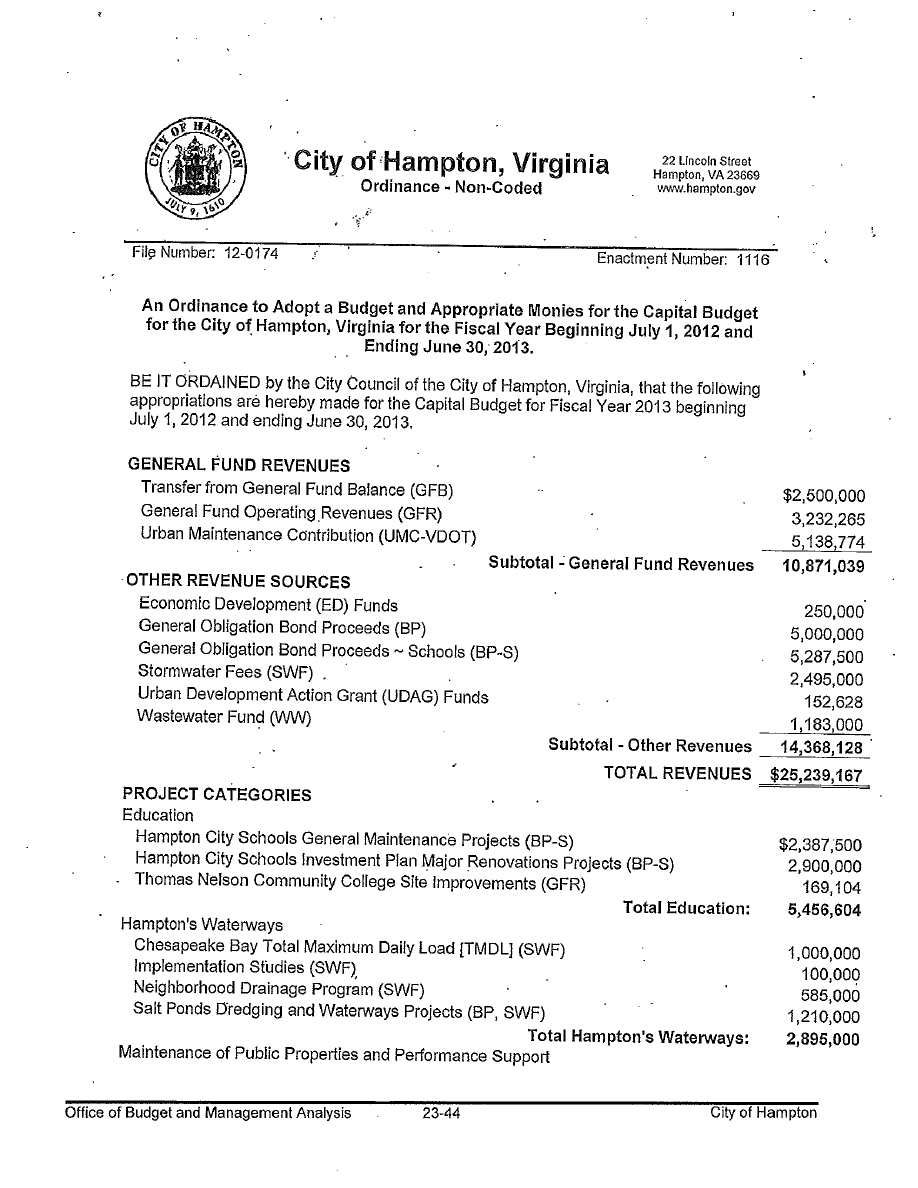 CITY OF HAMPTON
JULY 9, 1610
City of Hampton, Virginia
Ordinance - Non-Coded
22 Lincoln Street
Hampton, VA 23669
www.hampton.gov
File Number: 12-0174
Enactment Number: 1116
An Ordinance to Adopt a Budget and Appropriate Monies for the Capital Budget
for the City of Hampton, Virginia for the Fiscal Year Beginning July 1, 2012 and
Ending June 30, 2013.
BE IT ORDAINED by the City Council of the City of Hampton, Virginia, that the following
appropriations are hereby made for the Capital Budget for Fiscal Year 2013 beginning
July 1, 2012 and ending June 30, 2013.
GENERAL FUND REVENUES
Transfer from General Fund Balance (GFB) $2,500,000
General Fund Operating Revenues (GFR) 3,232,265
Urban Maintenance Contribution (UMC-VDOT) 5,138,774
Subtotal - General Fund Revenues 10,871,039
OTHER REVENUE SOURCES
Economic Development (ED) Funds 250,000
General Obligation Bond Proceeds (BP) 5,000,000
General Obligation Bond Proceeds ~ Schools (BP-S) 5,287,500
Stormwater Fees (SWF) 2,495,000
Urban Development Action Grant (UDAG) Funds 152,628
Wastewater Fund (WW) 1,183,000
Subtotal - Other Revenues 14,368,128
TOTAL REVENUES $25,239,167
PROJECT CATEGORIES
Education
Hampton City Schools General Maintenance Projects (BP-S) $2,387,500
Hampton City Schools Investment Plan Major Renovations Projects (BP-S) 2,900,000
Thomas Nelson Community College Site Improvements (GFR) 169,104
Total Education: 5,456,604
Hampton's Waterways
Chesapeake Bay Total Maximum Daily Load [TMDL] (SWF) 1,000,000
Implementation Studies (SWF) 100,000
Neighborhood Drainage Program (SWF) 585,000
Salt Ponds Dredging and Waterways Projects (BP, SWF) 1,210,000
Total Hampton's Waterways: 2,895,000
Maintenance of Public Properties and Performance Support
Office of Budget and Management Analysis 23-44 City of Hampton